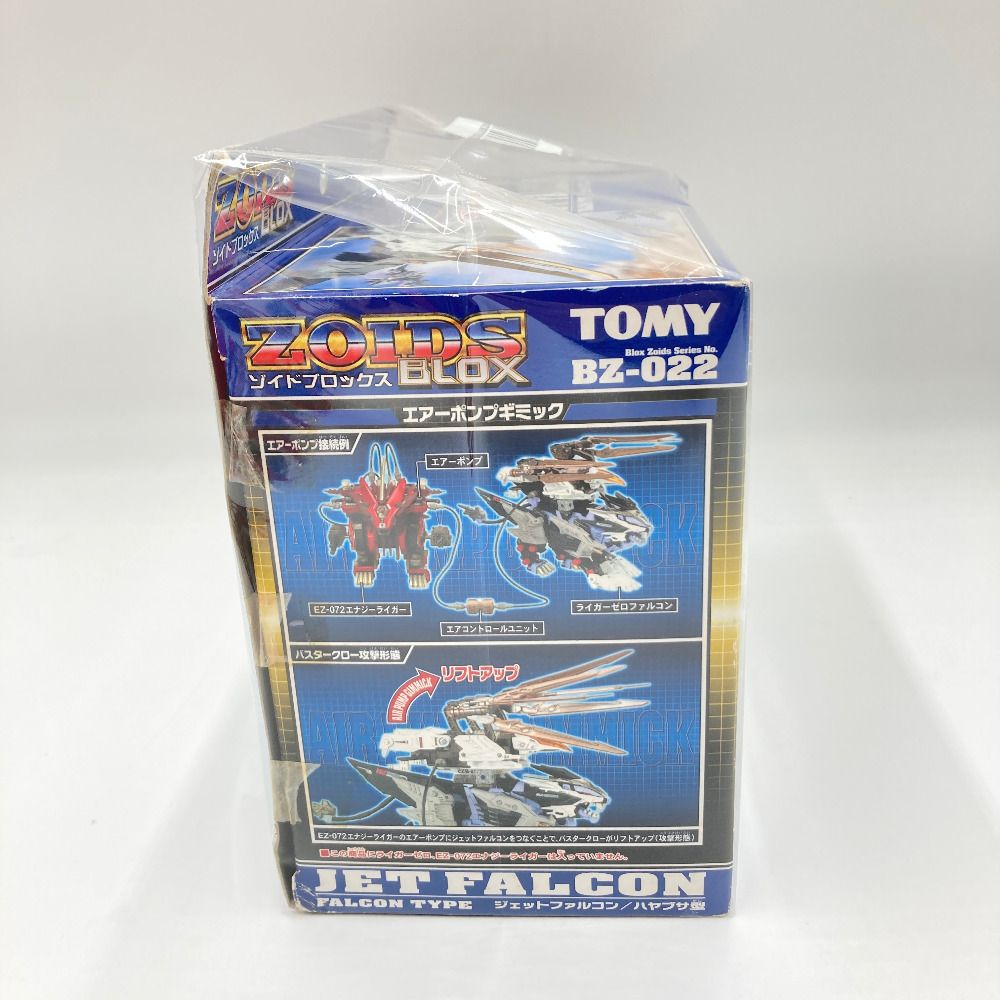 ZOIDS
BLOX
ゾイドブロックス
ZOIDS
BLOX
ゾイドブロックス
TOMY
Blox Zoids Series No.
BZ-022
エアーポンプギミック
エアーポンプ接続例
エアーポンプ
EZ-072エナジーライガー
エアコントロールユニット
ライガーゼロファルコン
バスタークロー攻撃形態
リフトアップ
AIR PUMP GIMMICK
EZ-072エナジーライガーのエアーポンプにジェットファルコンをつなぐことで、バスタークローがリフトアップ(攻撃形態)
■この商品にライガーゼロ、EZ-072エナジーライガーは入っていません。
JET FALCON
FALCON TYPE ジェットファルコン/ハヤブサ型